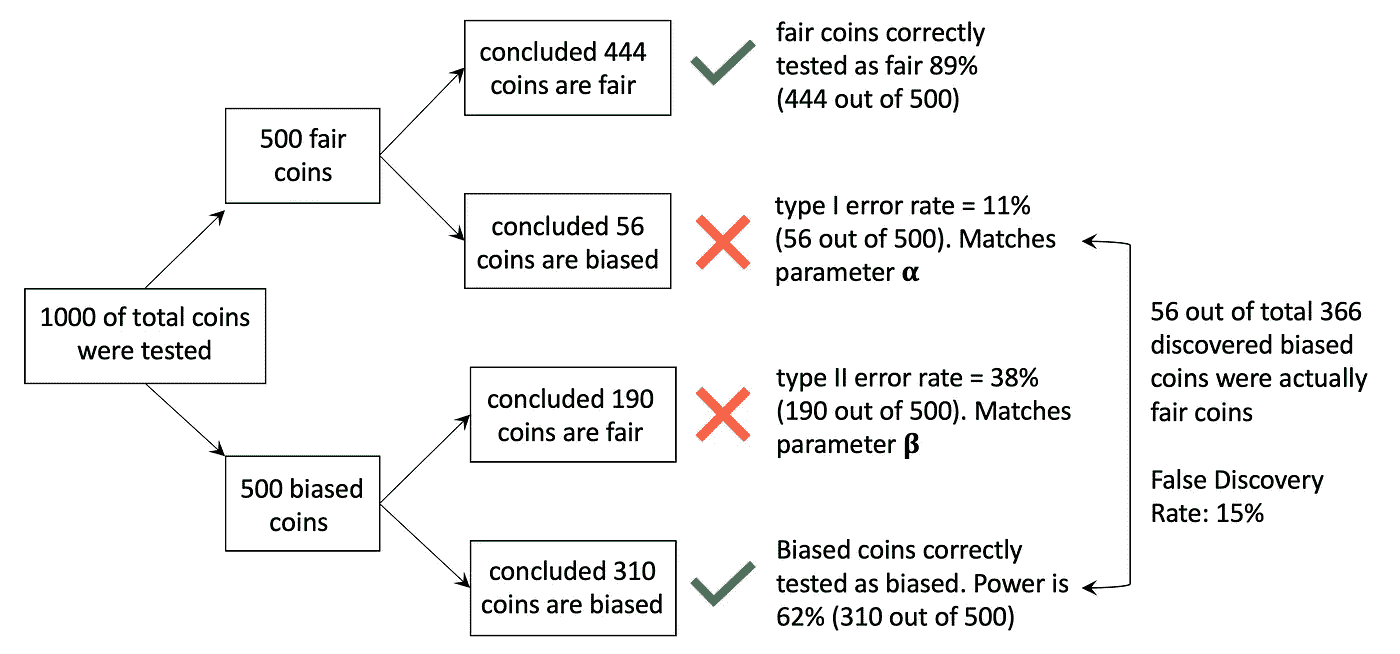 1000 of total coins
were tested
500 fair
coins
500 biased
coins
concluded 444
coins are fair
fair coins correctly
tested as fair 89%
(444 out of 500)
concluded 56
coins are biased
type I error rate = 11%
(56 out of 500). Matches
parameter α
concluded 190
coins are fair
type II error rate = 38%
(190 out of 500). Matches
parameter β
concluded 310
coins are biased
Biased coins correctly
tested as biased. Power is
62% (310 out of 500)
56 out of total 366
discovered biased
coins were actually
fair coins
False Discovery
Rate: 15%